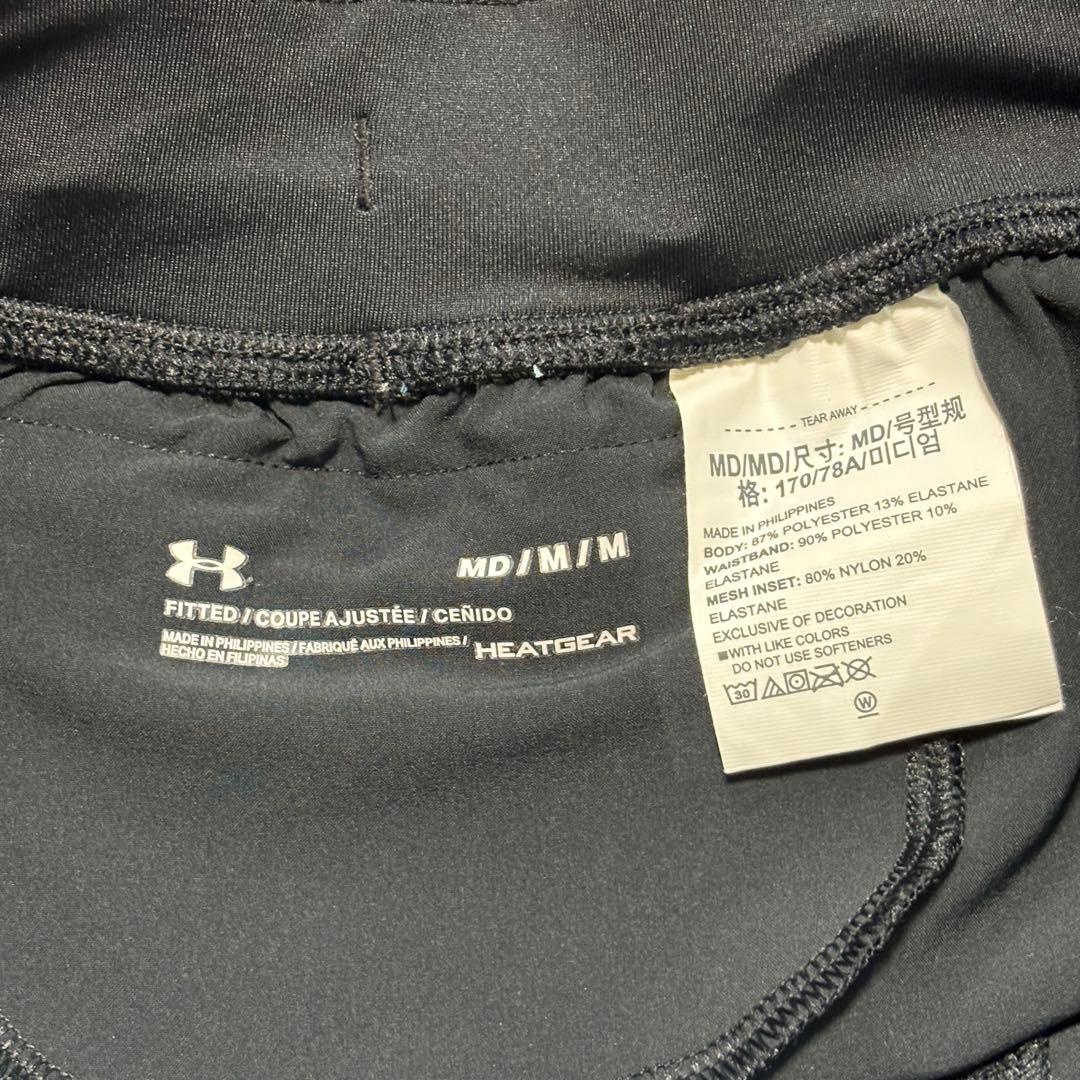 MD / M / M
FITTED / COUPE AJUSTÉE / CEÑIDO
MADE IN PHILIPPINES / FABRIQUÉ AUX PHILIPPINES /
HECHO EN FILIPINAS
HEATGEAR
TEAR AWAY
MD/MD/尺寸: MD/号型规
格: 170/78A/미디엄
MADE IN PHILIPPINES
BODY: 87% POLYESTER 13% ELASTANE
WAISTBAND: 90% POLYESTER 10%
ELASTANE
MESH INSET: 80% NYLON 20%
ELASTANE
EXCLUSIVE OF DECORATION
WITH LIKE COLORS
DO NOT USE SOFTENERS
30
W